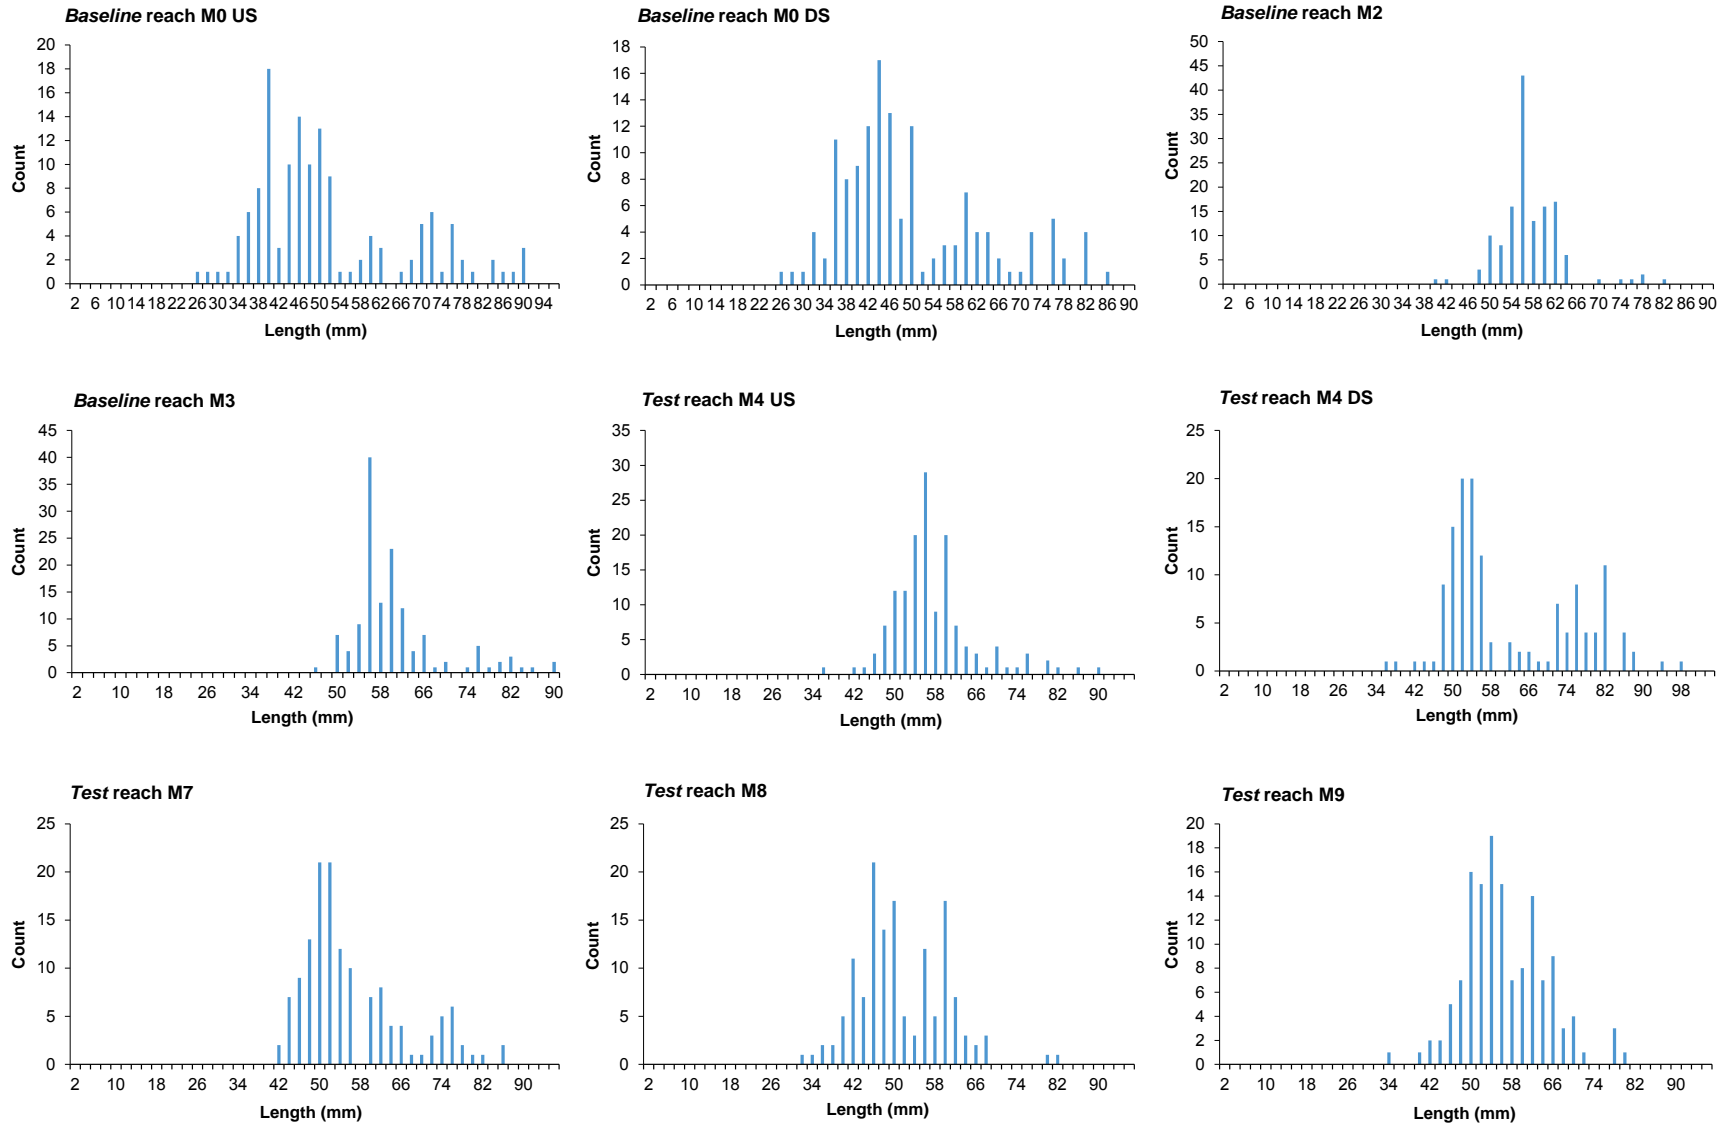 Baseline reach M0 US
Count
20
18
16
14
12
10
8
6
4
2
0
2 6 10 14 18 22 26 30 34 38 42 46 50 54 58 62 66 70 74 78 82 86 90 94
Length (mm)
Baseline reach M0 DS
Count
18
16
14
12
10
8
6
4
2
0
2 6 10 14 18 22 26 30 34 38 42 46 50 54 58 62 66 70 74 78 82 86 90
Length (mm)
Baseline reach M2
Count
50
45
40
35
30
25
20
15
10
5
0
2 6 10 14 18 22 26 30 34 38 42 46 50 54 58 62 66 70 74 78 82 86 90
Length (mm)
Baseline reach M3
Count
45
40
35
30
25
20
15
10
5
0
2 10 18 26 34 42 50 58 66 74 82 90
Length (mm)
Test reach M4 US
Count
35
30
25
20
15
10
5
0
2 10 18 26 34 42 50 58 66 74 82 90
Length (mm)
Test reach M4 DS
Count
25
20
15
10
5
0
2 10 18 26 34 42 50 58 66 74 82 90 98
Length (mm)
Test reach M7
Count
25
20
15
10
5
0
2 10 18 26 34 42 50 58 66 74 82 90
Length (mm)
Test reach M8
Count
25
20
15
10
5
0
2 10 18 26 34 42 50 58 66 74 82 90
Length (mm)
Test reach M9
Count
20
18
16
14
12
10
8
6
4
2
0
2 10 18 26 34 42 50 58 66 74 82 90
Length (mm)